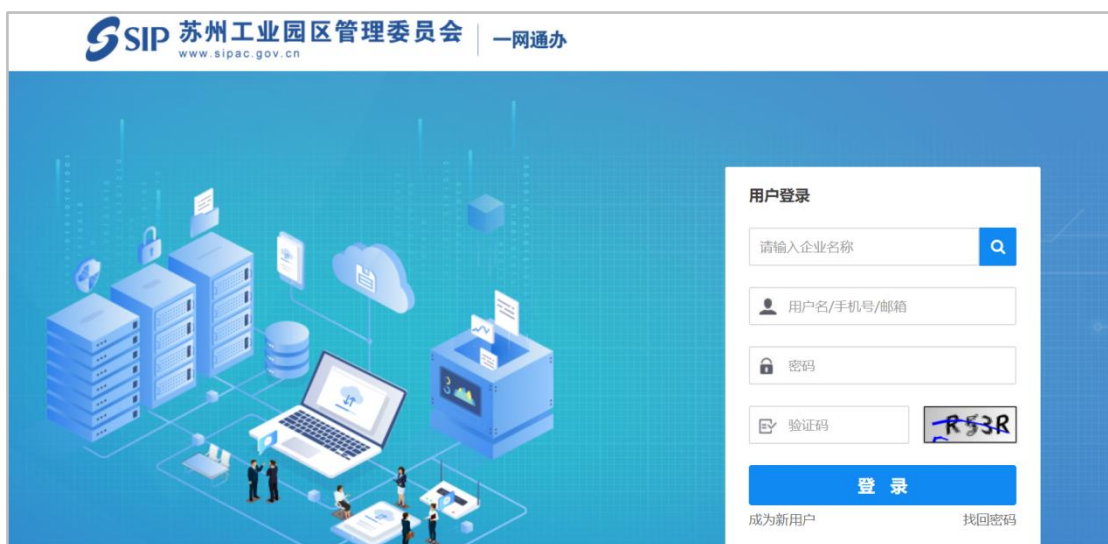 SIP 苏州工业园区管理委员会 一网通办
www.sipac.gov.cn
用户登录
请输入企业名称
用户名/手机号/邮箱
密码
验证码 R53R
登 录
成为新用户 找回密码